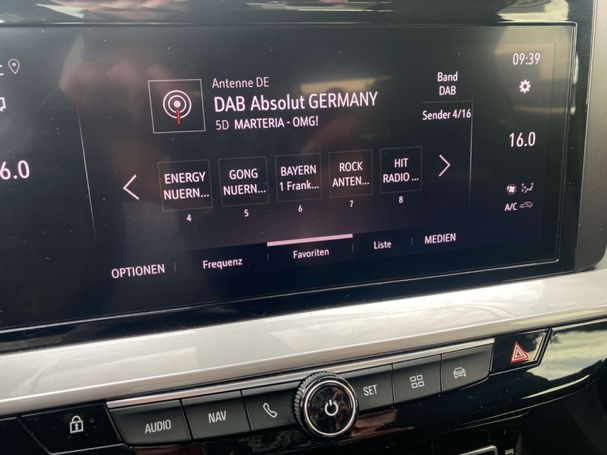 09:39
Antenne DE
Band
DAB
DAB Absolut GERMANY
5D MARTERIA - OMG!
Sender 4/16
6.0
16.0
ENERGY
NUERN...
4
GONG
NUERN...
5
BAYERN
1 Frank...
6
ROCK
ANTEN...
7
HIT
RADIO ...
8
A/C
OPTIONEN
Frequenz
Favoriten
Liste
MEDIEN
AUDIO
NAV
SET